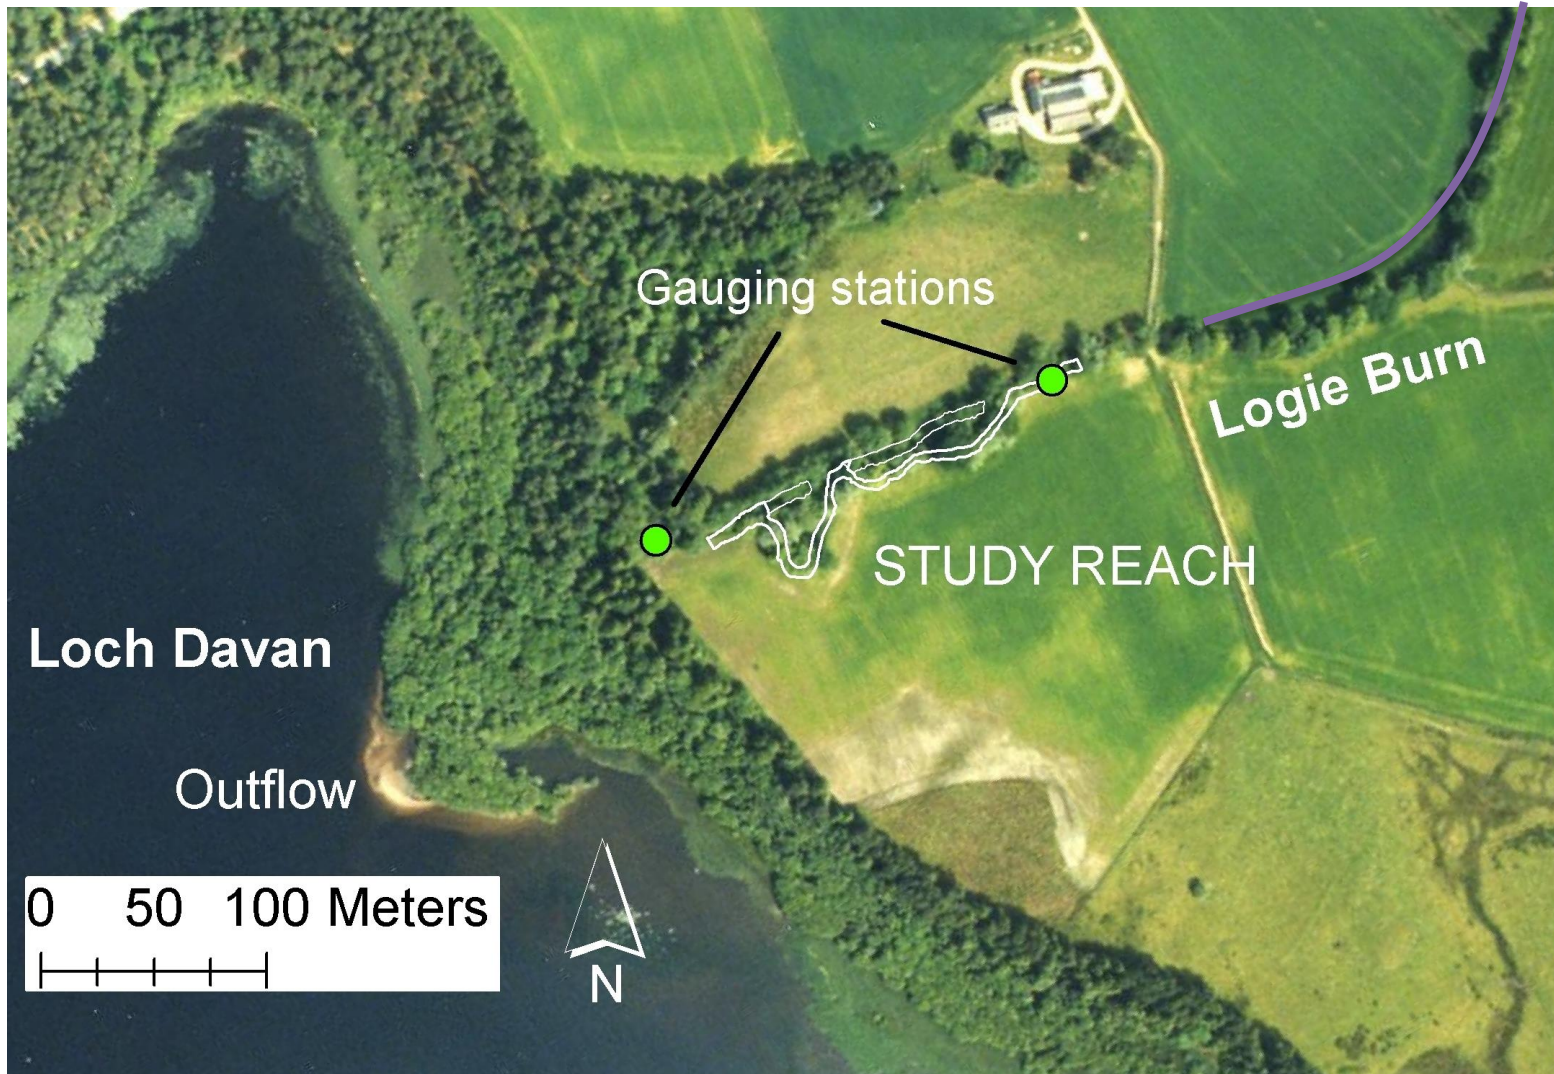 Gauging stations
Logie Burn
STUDY REACH
Loch Davan
Outflow
0 50 100 Meters
N